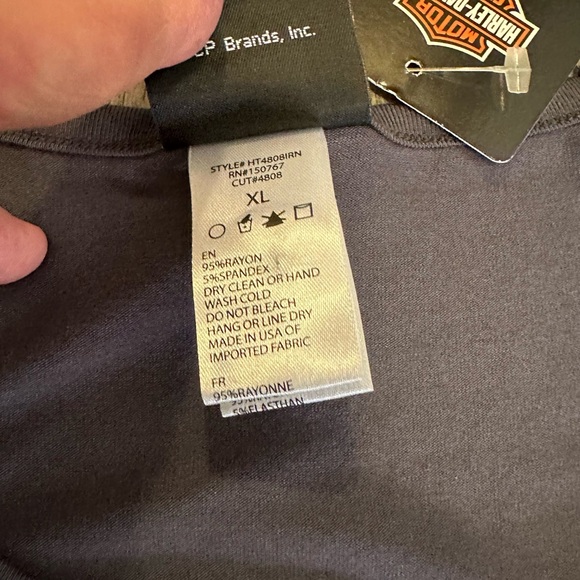 Brands, Inc.
MOTOR
HARLEY-DA
STYLE# HT4808IRN
RN#150767
CUT#4808
XL
EN
95%RAYON
5%SPANDEX
DRY CLEAN OR HAND
WASH COLD
DO NOT BLEACH
HANG OR LINE DRY
MADE IN USA OF
IMPORTED FABRIC
FR
95%RAYONNE
5%ELASTHAN